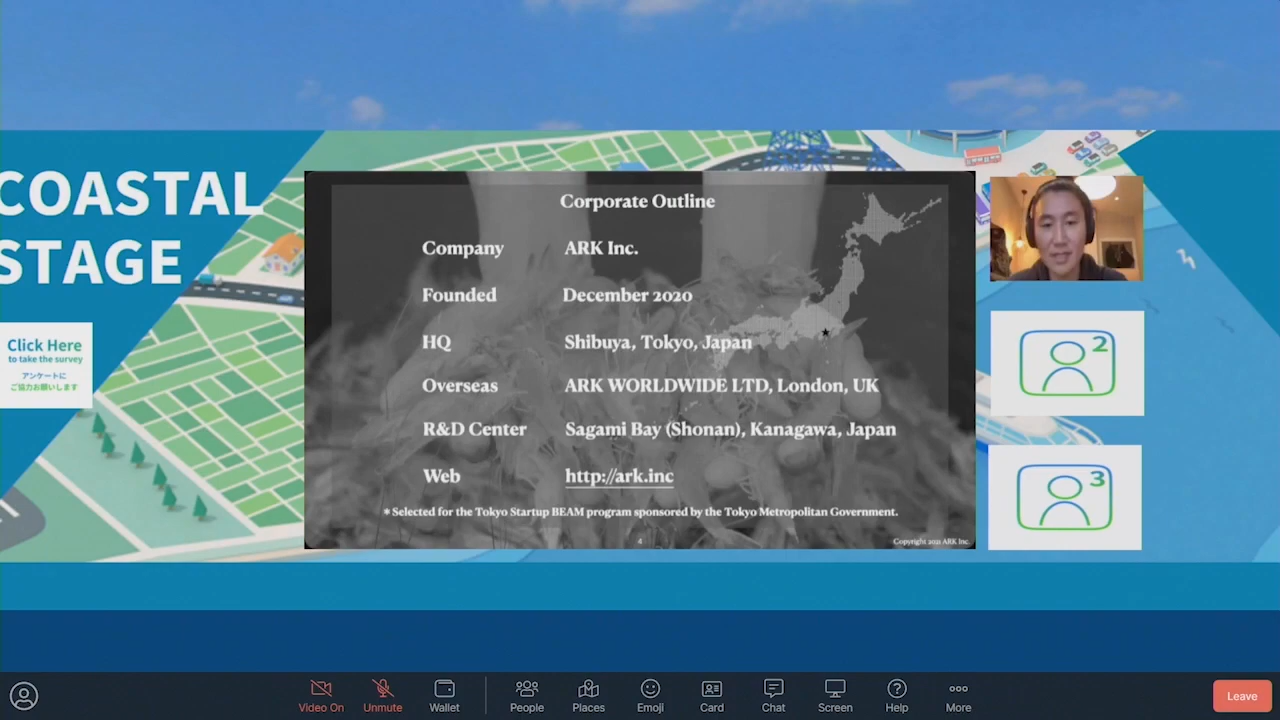 COASTAL
STAGE
Click Here
to take the survey
アンケートに
ご協力お願いします
Corporate Outline
Company ARK Inc.
Founded December 2020
HQ Shibuya, Tokyo, Japan
Overseas ARK WORLDWIDE LTD, London, UK
R&D Center Sagami Bay (Shonan), Kanagawa, Japan
Web http://ark.inc
*Selected for the Tokyo Startup BEAM program sponsored by the Tokyo Metropolitan Government.
4
Copyright 2021 ARK Inc.
2
3
Video On Unmute Wallet People Places Emoji Card Chat Screen Help More Leave